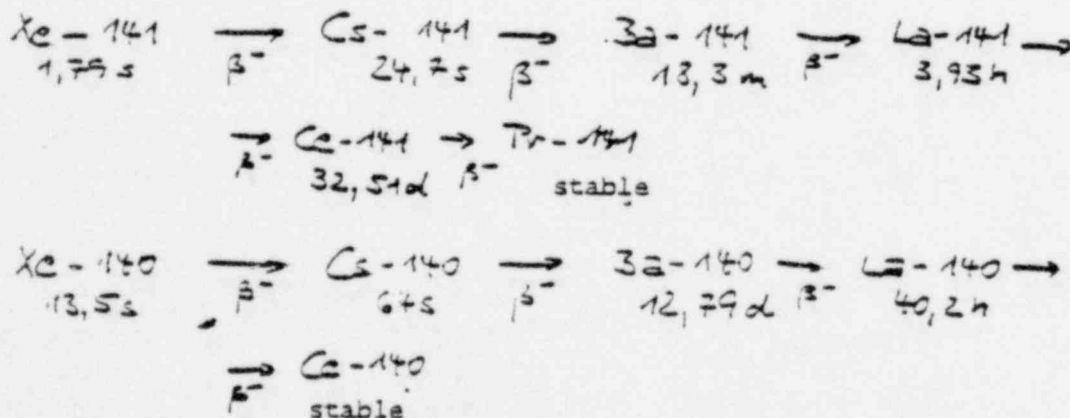 Xe-141 → Cs-141 → Ba-141 → La-141 →
1,79 s β⁻ 24,7 s β⁻ 18,3 m β⁻ 3,93 h
→ Ce-141 → Pr-141
β⁻ 32,51 d β⁻ stable
Xe-140 → Cs-140 → Ba-140 → La-140 →
13,5 s β⁻ 64 s β⁻ 12,79 d β⁻ 40,2 h
→ Ce-140
β⁻ stable